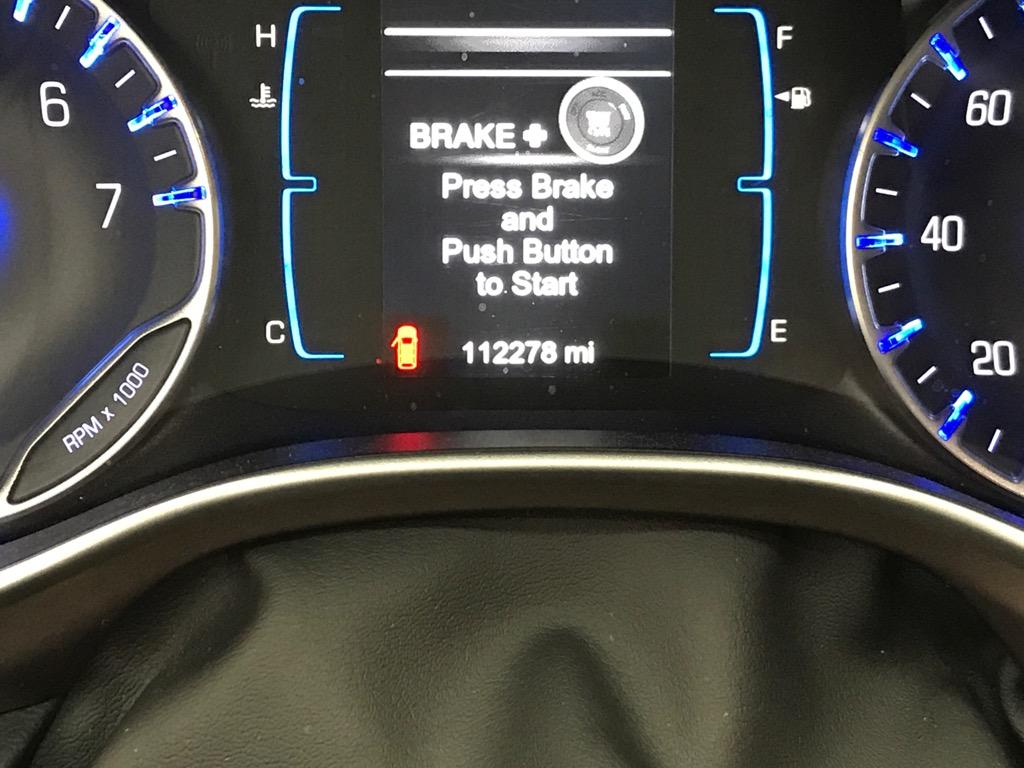 H
F
6
7
60
40
20
BRAKE +
Press Brake
and
Push Button
to Start
C
E
112278 mi
RPM x 1000